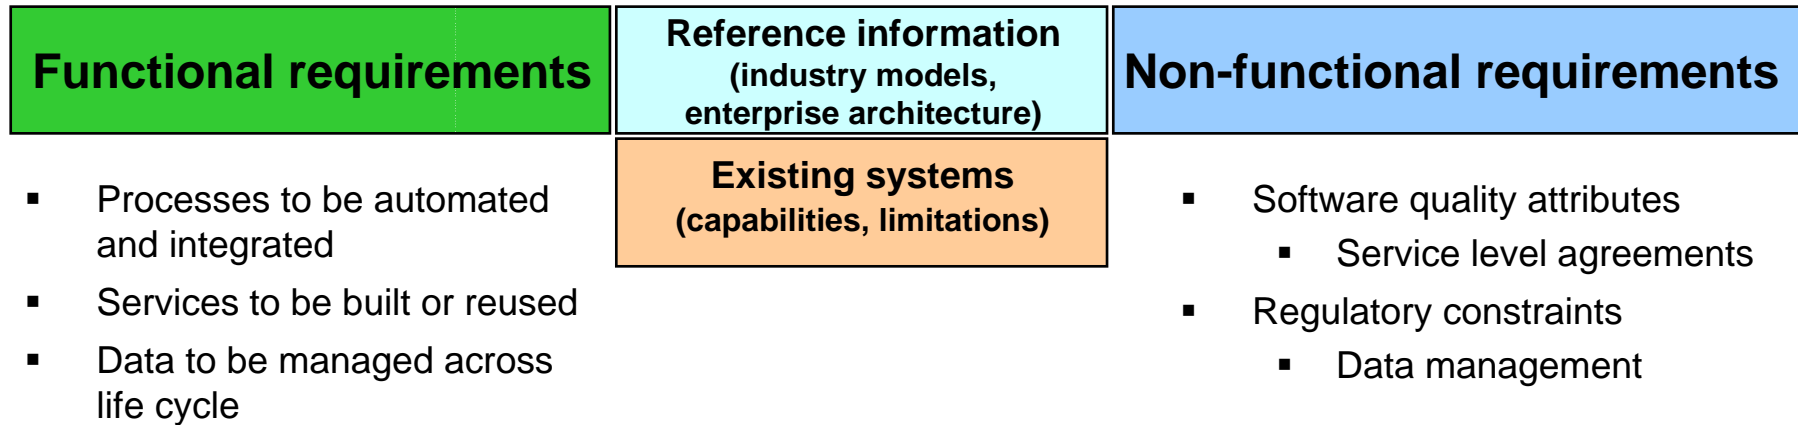 Functional requirements
Reference information
(industry models,
enterprise architecture)
Non-functional requirements
Existing systems
(capabilities, limitations)
▪ Processes to be automated
and integrated
▪ Services to be built or reused
▪ Data to be managed across
life cycle
▪ Software quality attributes
▪ Service level agreements
▪ Regulatory constraints
▪ Data management